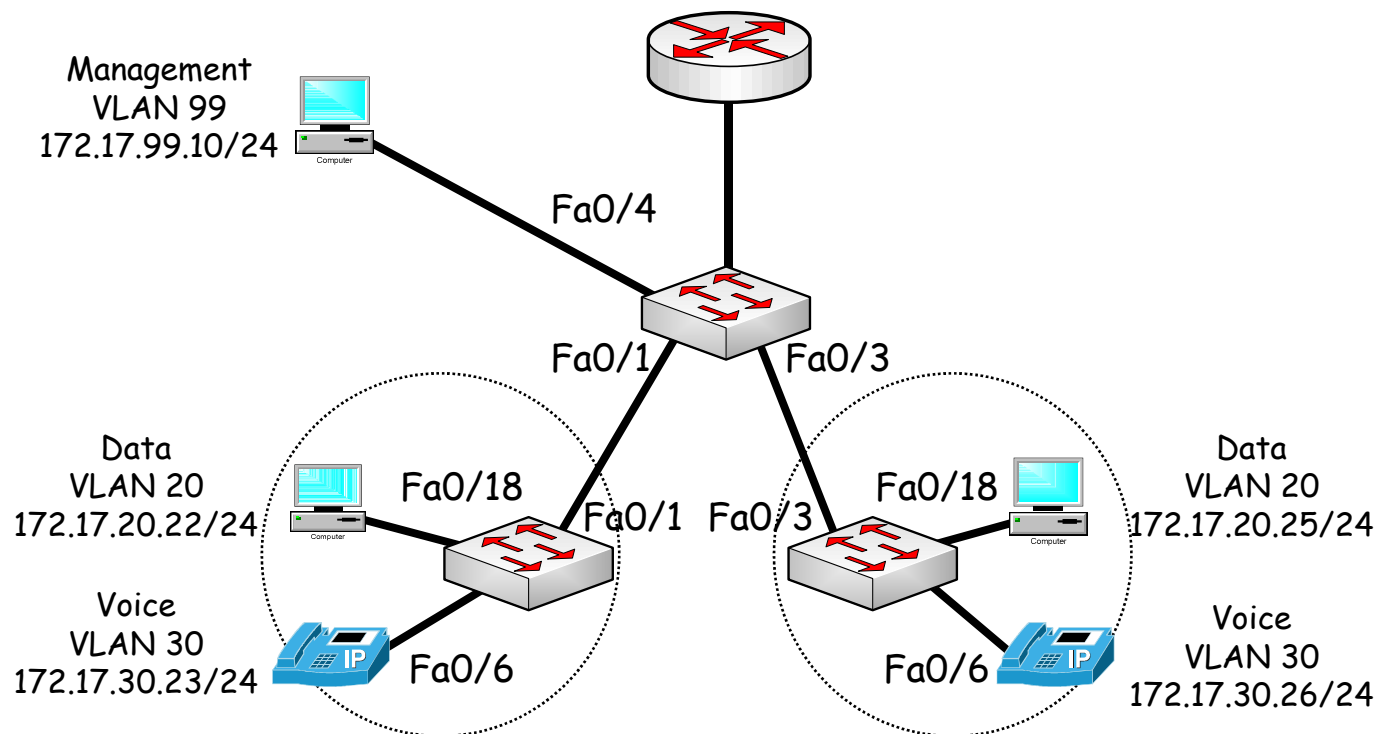 Management
VLAN 99
172.17.99.10/24
Computer
Fa0/4
Fa0/1
Fa0/3
Data
VLAN 20
172.17.20.22/24
Computer
Fa0/18
Fa0/1
Fa0/3
Fa0/18
Computer
Data
VLAN 20
172.17.20.25/24
Voice
VLAN 30
172.17.30.23/24
IP
Fa0/6
Fa0/6
IP
Voice
VLAN 30
172.17.30.26/24